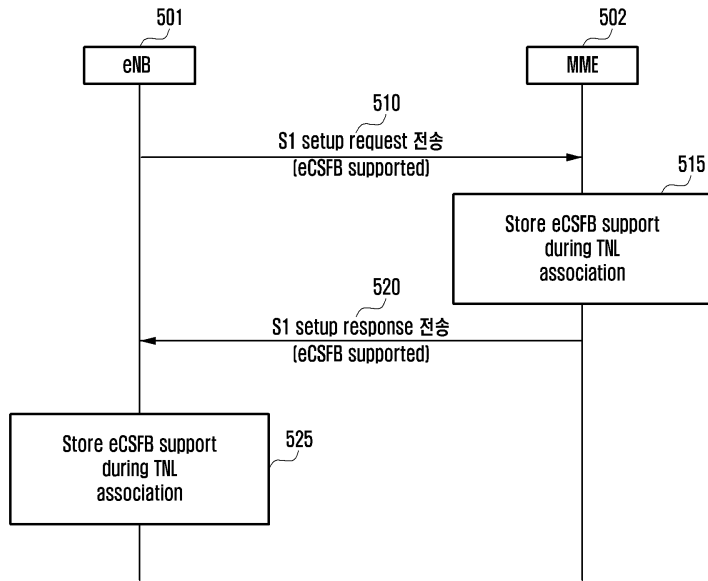 501
502
eNB
MME
510
S1 setup request 전송
(eCSFB supported)
515
Store eCSFB support
during TNL
association
520
S1 setup response 전송
(eCSFB supported)
Store eCSFB support
during TNL
association
525